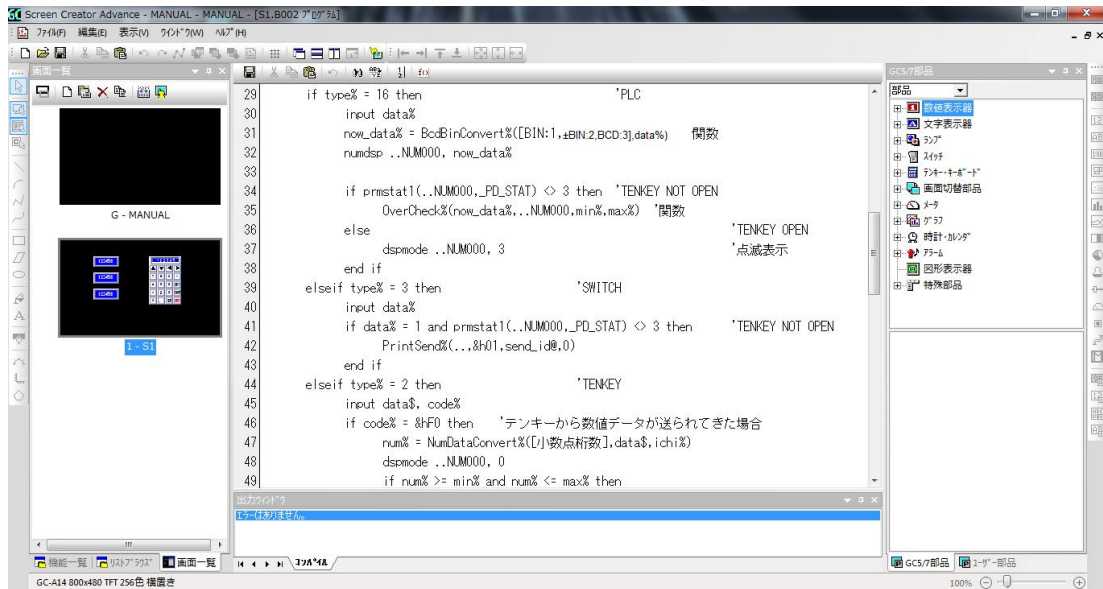 Screen Creator Advance - MANUAL - MANUAL - [S1.B002 ﾌﾟﾛｸﾞﾗﾑ]
ﾌｧｲﾙ(F) 編集(E) 表示(V) ｳｨﾝﾄﾞｳ(W) ﾍﾙﾌﾟ(H)
画面一覧
G - MANUAL
1 - S1
機能一覧 ﾘｽﾄﾌﾞﾗｳｽﾞ 画面一覧
29 if type% = 16 then 'PLC
30 input data%
31 now_data% = BcdBinConvert%([BIN:1,±BIN:2,BCD:3],data%) 関数
32 numdsp ..NUM000, now_data%
33
34 if prmstat1(..NUM000,_PD_STAT) <> 3 then 'TENKEY NOT OPEN
35 OverCheck%(now_data%,..NUM000,min%,max%) '関数
36 else 'TENKEY OPEN
37 dspmode ..NUM000, 3 '点滅表示
38 end if
39 elseif type% = 3 then 'SWITCH
40 input data%
41 if data% = 1 and prmstat1(..NUM000,_PD_STAT) <> 3 then 'TENKEY NOT OPEN
42 PrintSend%(..,&h01,send_id@,0)
43 end if
44 elseif type% = 2 then 'TENKEY
45 input data$, code%
46 if code% = &hF0 then 'テンキーから数値データが送られてきた場合
47 num% = NumDataConvert%([小数点桁数],data$,ichi%)
48 dspmode ..NUM000, 0
49 if num% >= min% and num% <= max% then
出力ｳｨﾝﾄﾞｳ
ｴﾗｰはありません。
ｺﾝﾊﾟｲﾙ
GC5/7部品
部品
数値表示器
文字表示器
ﾗﾝﾌﾟ
ｽｲｯﾁ
ﾃﾝｷｰ･ｷｰﾎﾞｰﾄﾞ
画面切替部品
ﾒｰﾀ
ｸﾞﾗﾌ
時計･ｶﾚﾝﾀﾞ
ｱﾗｰﾑ
図形表示器
特殊部品
GC5/7部品 ﾕｰｻﾞｰ部品
GC-A14 800x480 TFT 256色 横置き
100%